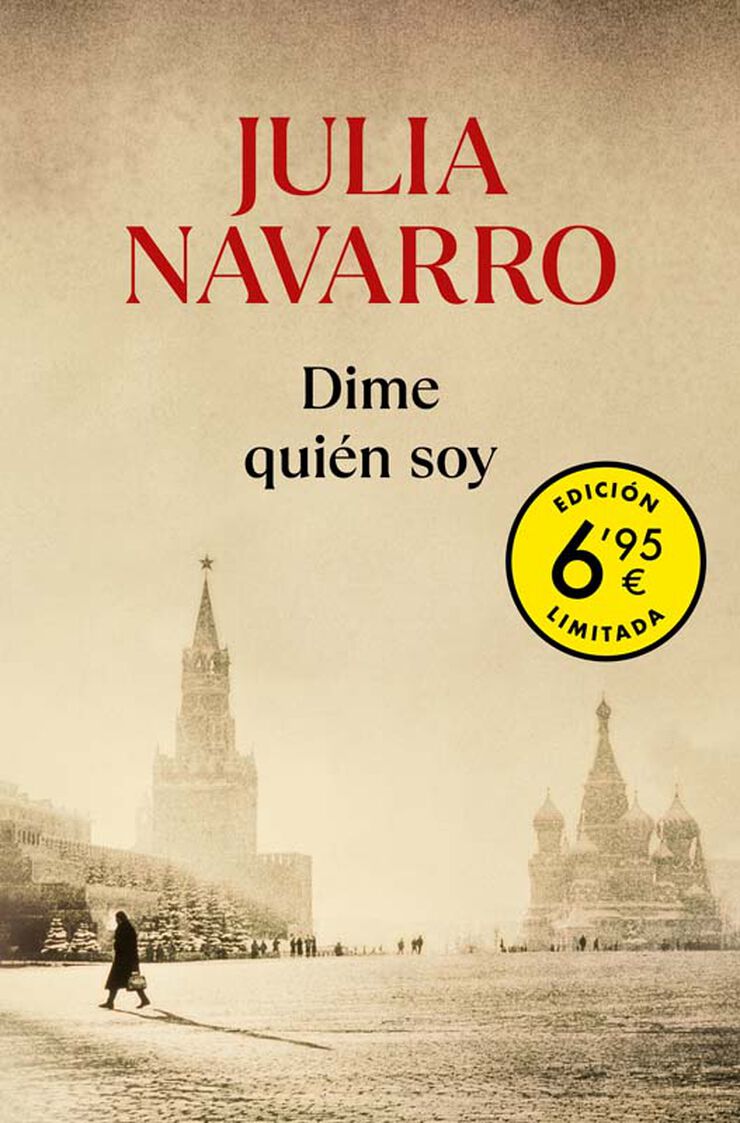 JULIA
NAVARRO
Dime
quién soy
EDICIÓN
6’95
€
LIMITADA